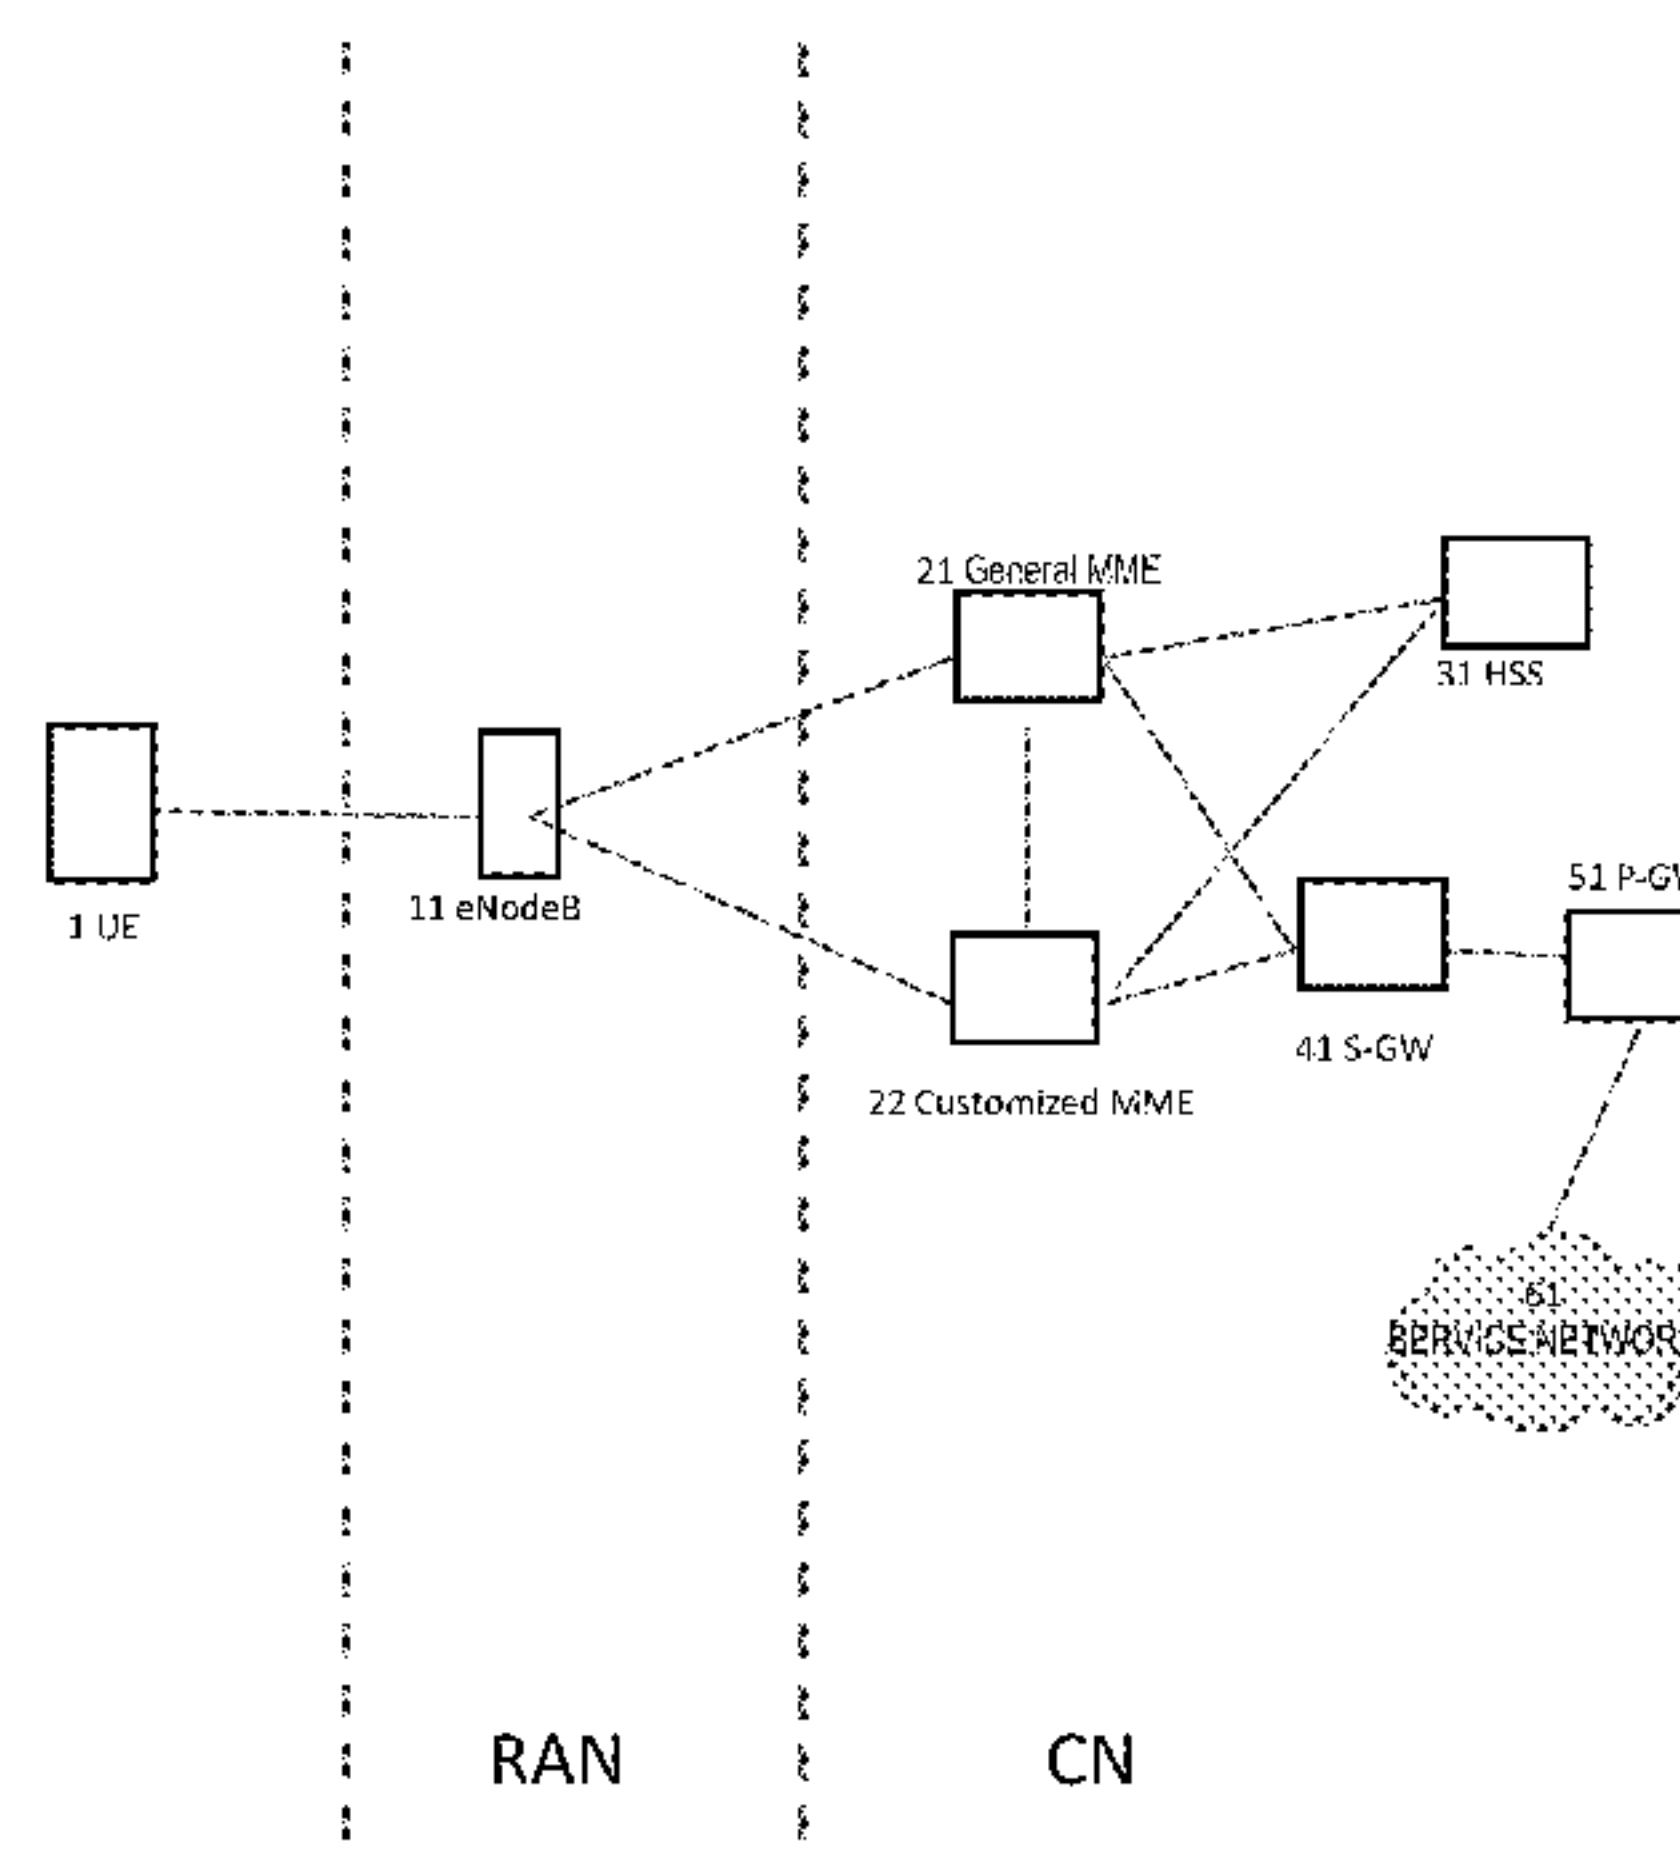 21 General MME
31 HSS
1 UE
11 eNodeB
51 P-GW
41 S-GW
22 Customized MME
61
RAN
CN